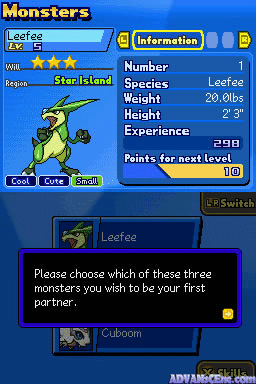 Monsters
Leefee
Lv. 5
Will
Region Star Island
Cool Cute Small
Information
Number 1
Species Leefee
Weight 20.0lbs
Height 2' 3"
Experience
298
Points for next level
10
L R Switch
Leefee
Please choose which of these three
monsters you wish to be your first
partner.
Cuboom
X Skills
ADVANSCENE.COM